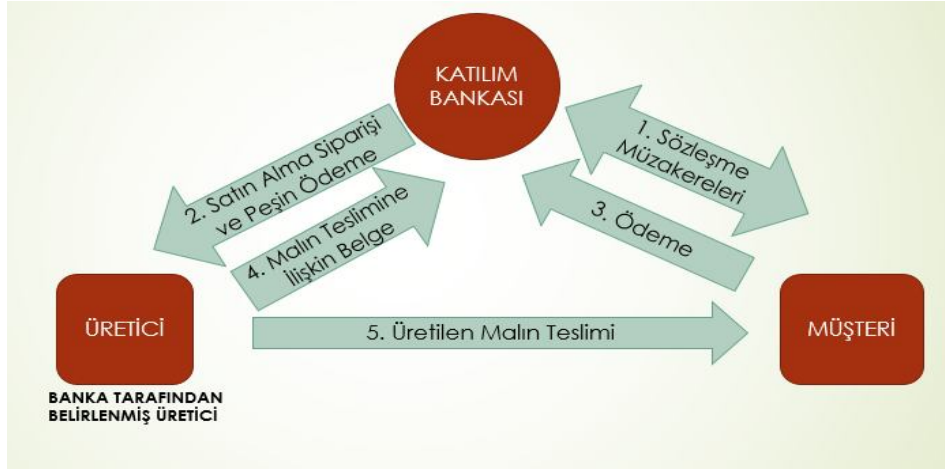 KATILIM
BANKASI
1. Sözleşme
Müzakereleri
2. Satın Alma Siparişi
ve Peşin Ödeme
3. Ödeme
4. Malın Teslimine
İlişkin Belge
ÜRETİCİ
5. Üretilen Malın Teslimi
MÜŞTERİ
BANKA TARAFINDAN
BELİRLENMİŞ ÜRETİCİ